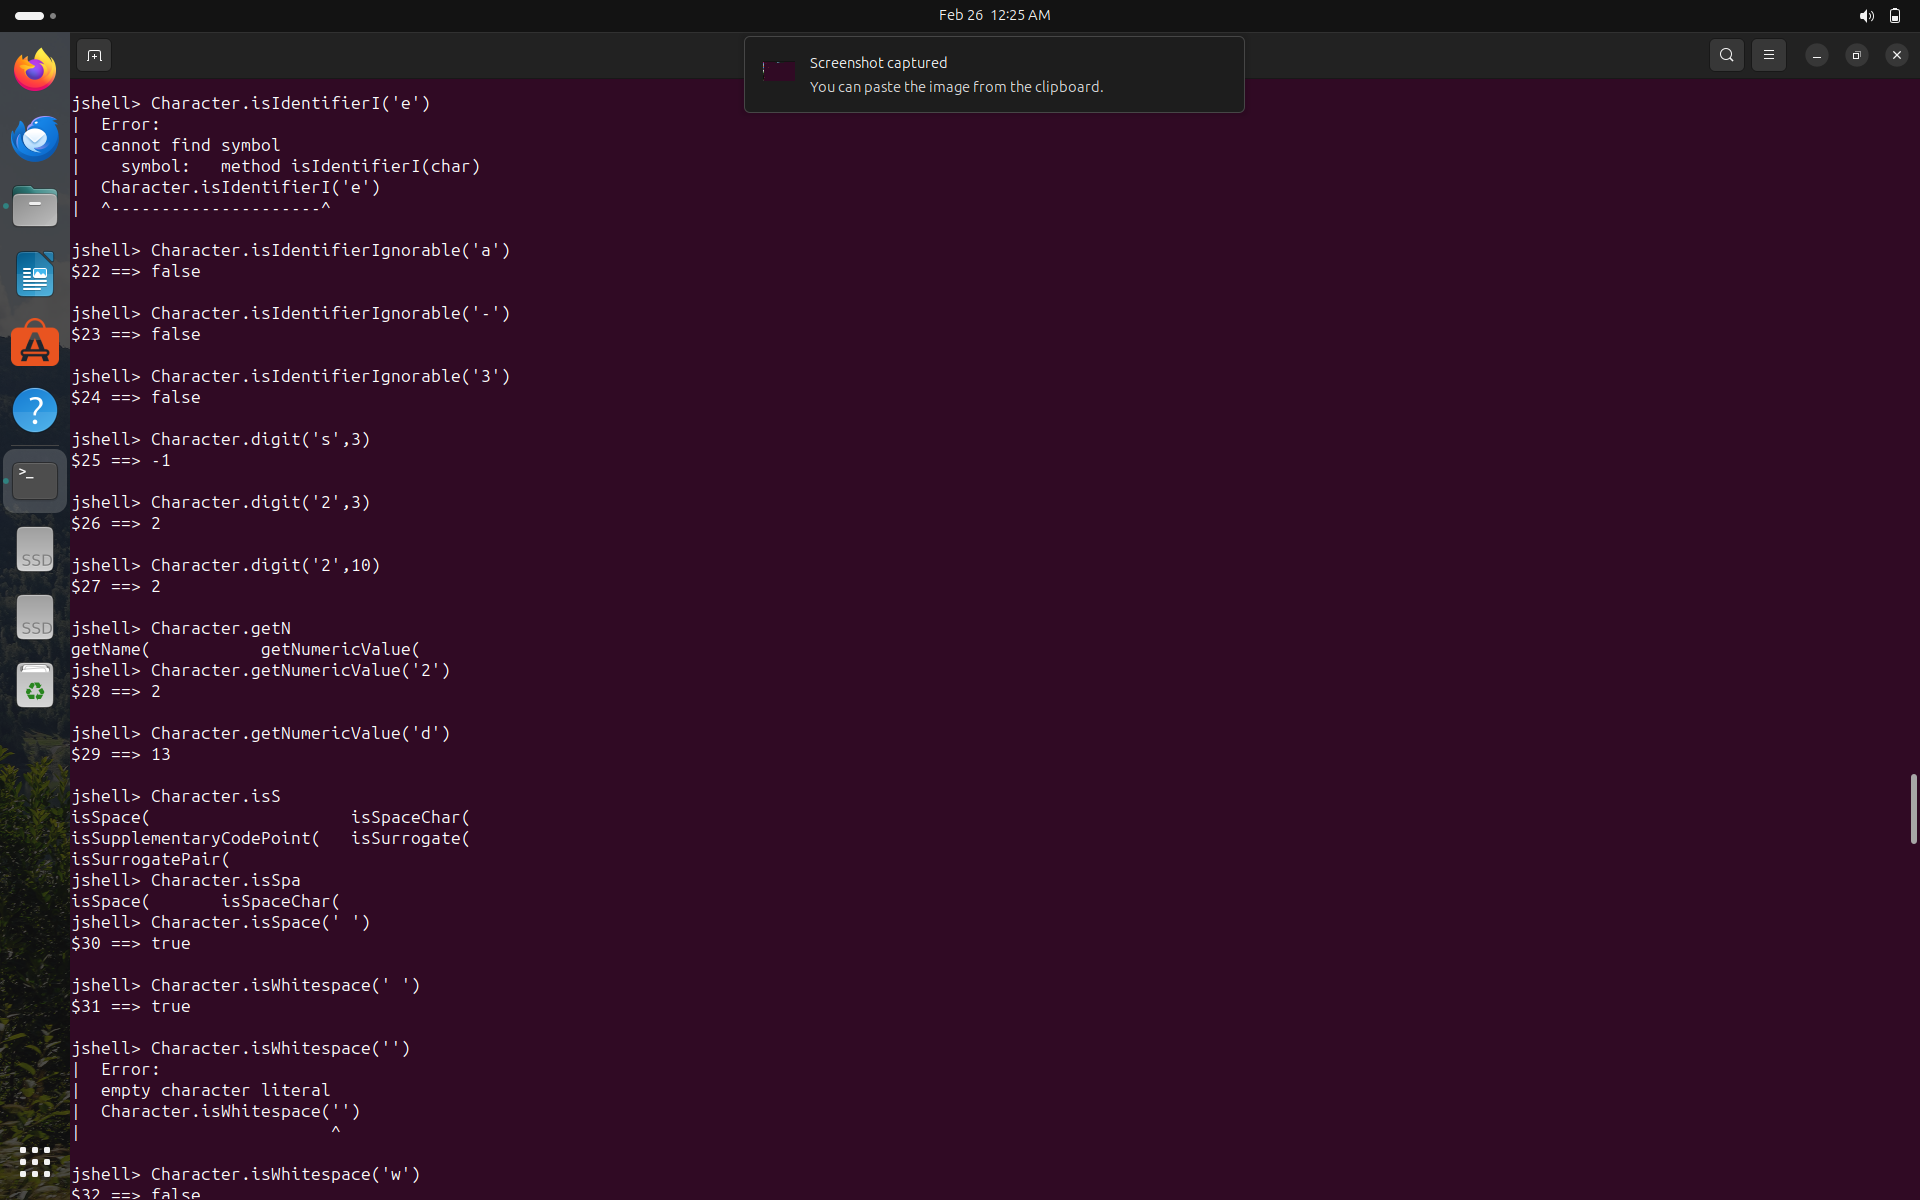 Feb 26 12:25 AM
Screenshot captured
You can paste the image from the clipboard.
jshell> Character.isIdentifierI('e')
|  Error:
|  cannot find symbol
|    symbol:   method isIdentifierI(char)
|  Character.isIdentifierI('e')
|  ^---------------------^
jshell> Character.isIdentifierIgnorable('a')
$22 ==> false
jshell> Character.isIdentifierIgnorable('-')
$23 ==> false
jshell> Character.isIdentifierIgnorable('3')
$24 ==> false
jshell> Character.digit('s',3)
$25 ==> -1
jshell> Character.digit('2',3)
$26 ==> 2
jshell> Character.digit('2',10)
$27 ==> 2
jshell> Character.getN
getName(           getNumericValue(
jshell> Character.getNumericValue('2')
$28 ==> 2
jshell> Character.getNumericValue('d')
$29 ==> 13
jshell> Character.isS
isSpace(                    isSpaceChar(
isSupplementaryCodePoint(   isSurrogate(
isSurrogatePair(
jshell> Character.isSpa
isSpace(       isSpaceChar(
jshell> Character.isSpace(' ')
$30 ==> true
jshell> Character.isWhitespace(' ')
$31 ==> true
jshell> Character.isWhitespace('')
|  Error:
|  empty character literal
|  Character.isWhitespace('')
|                         ^
jshell> Character.isWhitespace('w')
$32 ==> false
>_
SSD
SSD